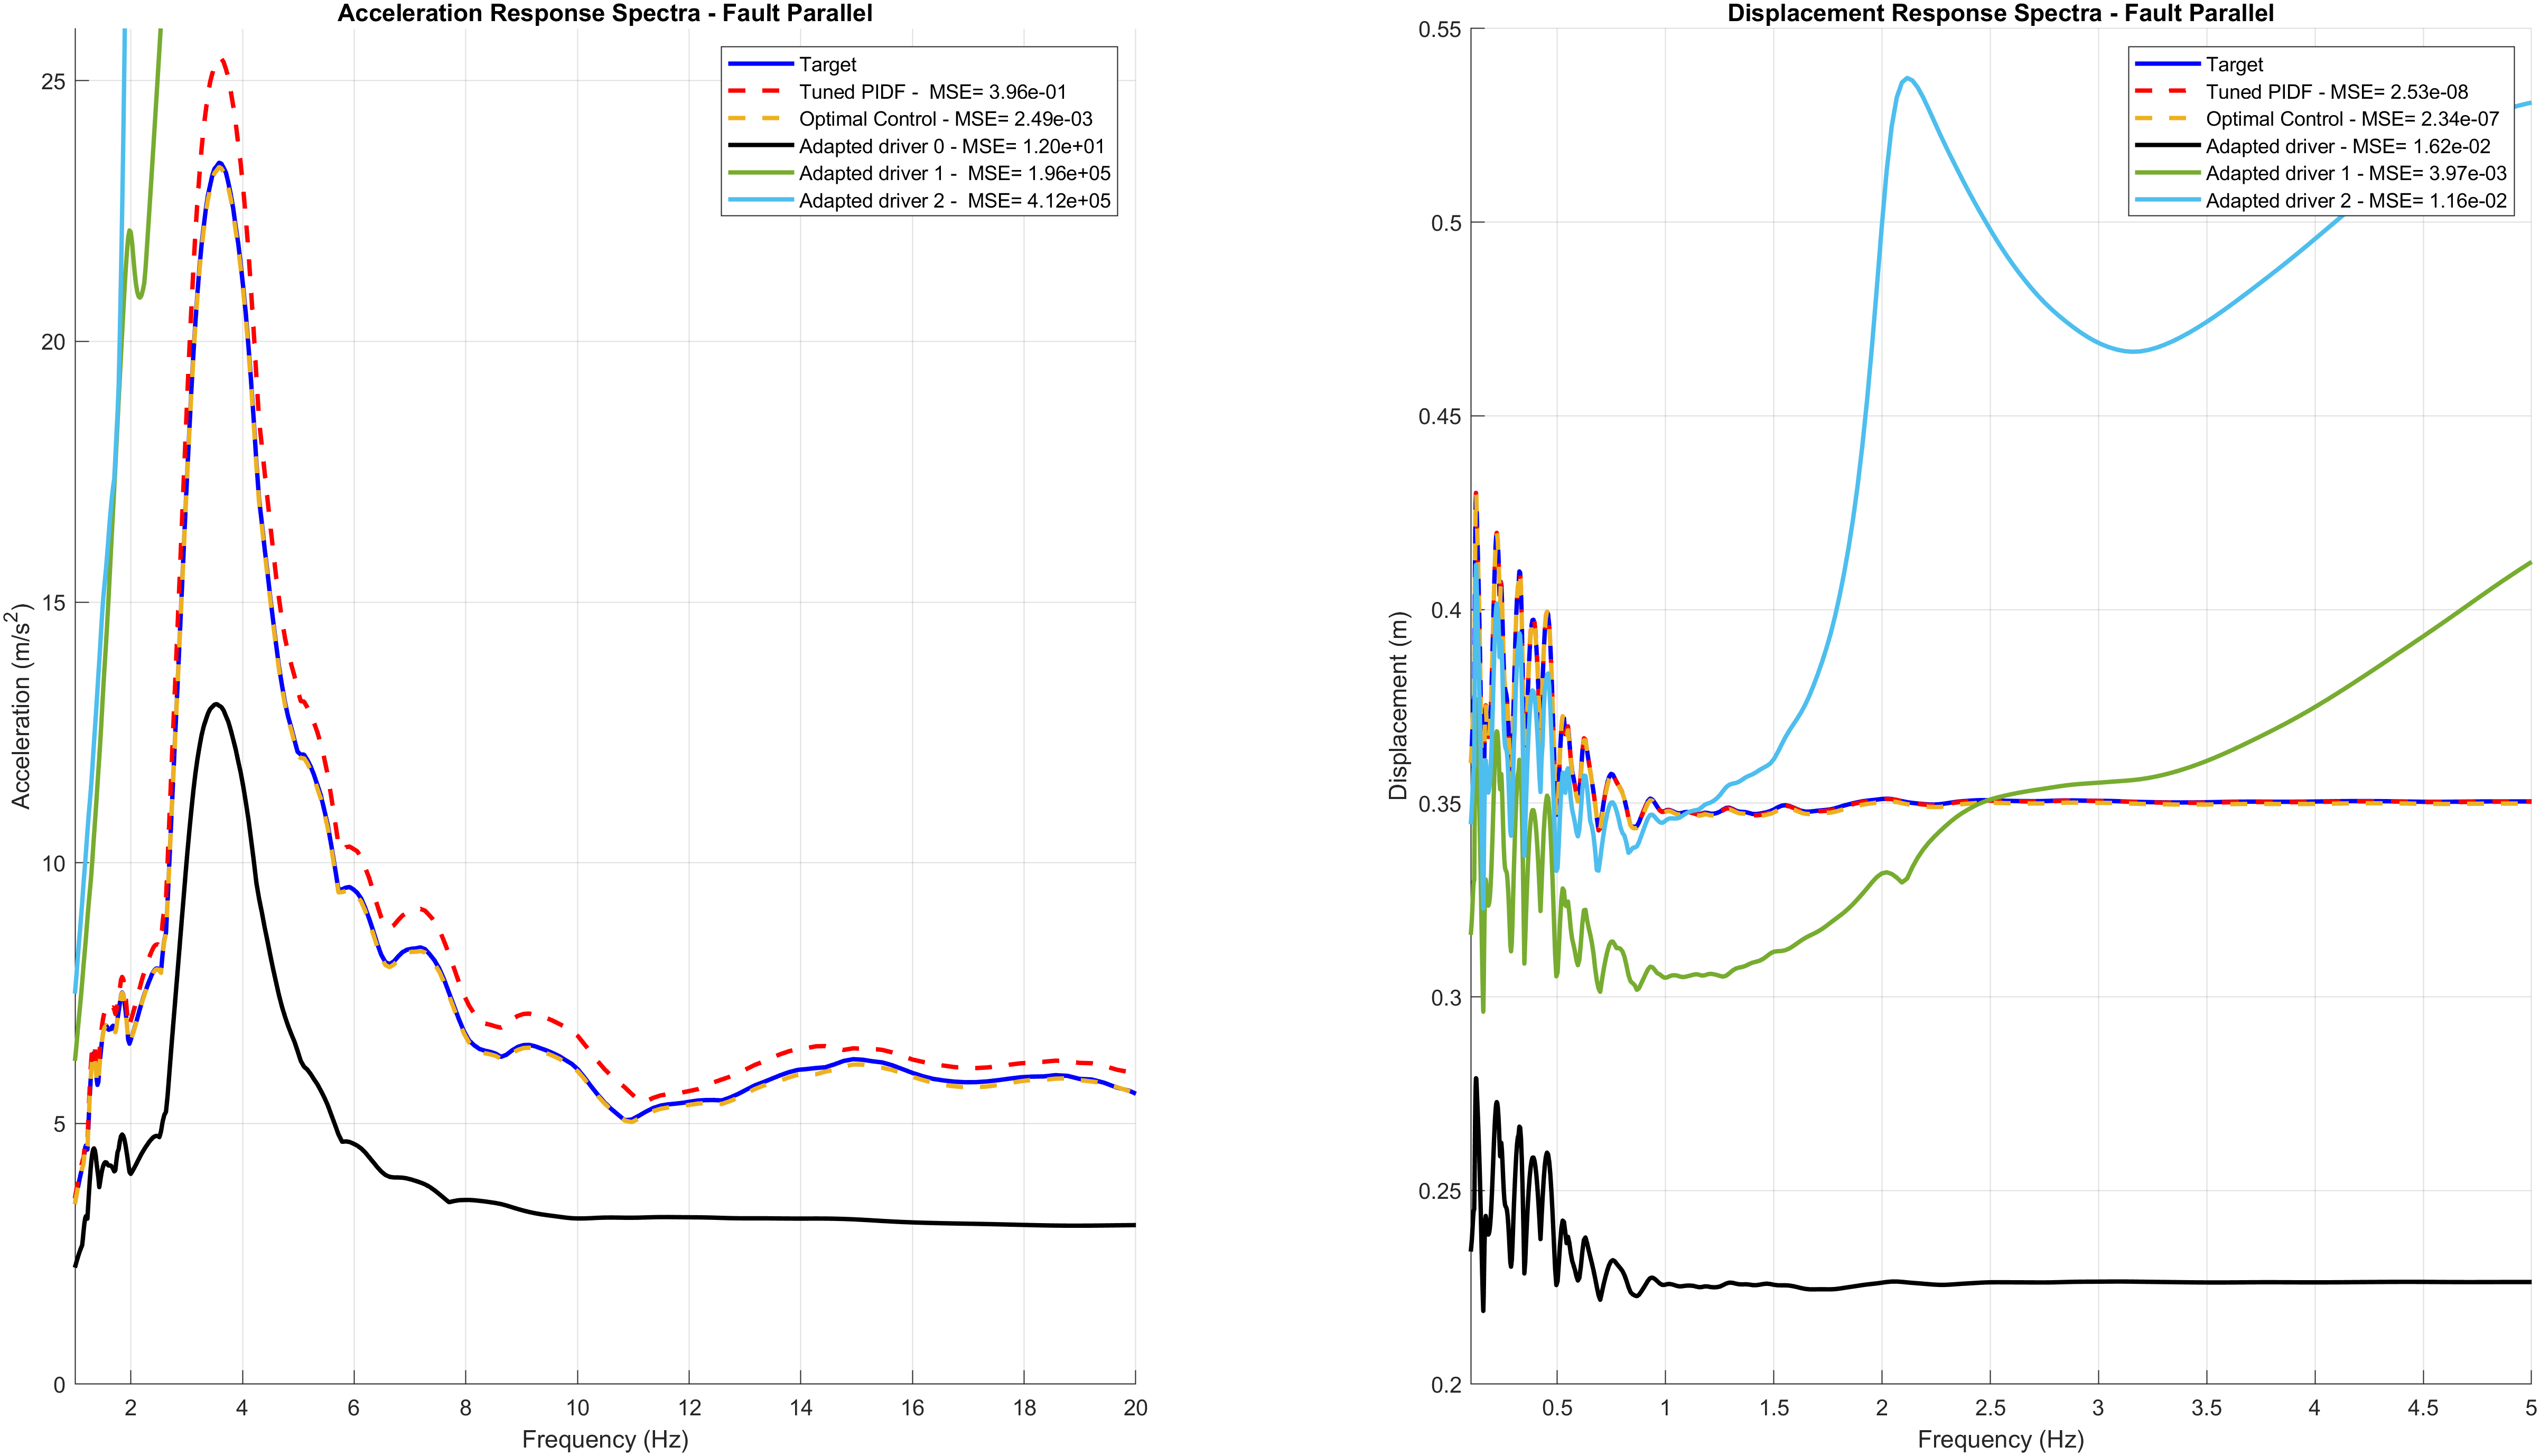 Acceleration Response Spectra - Fault Parallel
Target
Tuned PIDF - MSE= 3.96e-01
Optimal Control - MSE= 2.49e-03
Adapted driver 0 - MSE= 1.20e+01
Adapted driver 1 - MSE= 1.96e+05
Adapted driver 2 - MSE= 4.12e+05
Acceleration (m/s²)
25
20
15
10
5
0
2 4 6 8 10 12 14 16 18 20
Frequency (Hz)
Displacement Response Spectra - Fault Parallel
Target
Tuned PIDF - MSE= 2.53e-08
Optimal Control - MSE= 2.34e-07
Adapted driver - MSE= 1.62e-02
Adapted driver 1 - MSE= 3.97e-03
Adapted driver 2 - MSE= 1.16e-02
Displacement (m)
0.55
0.5
0.45
0.4
0.35
0.3
0.25
0.2
0.5 1 1.5 2 2.5 3 3.5 4 4.5 5
Frequency (Hz)